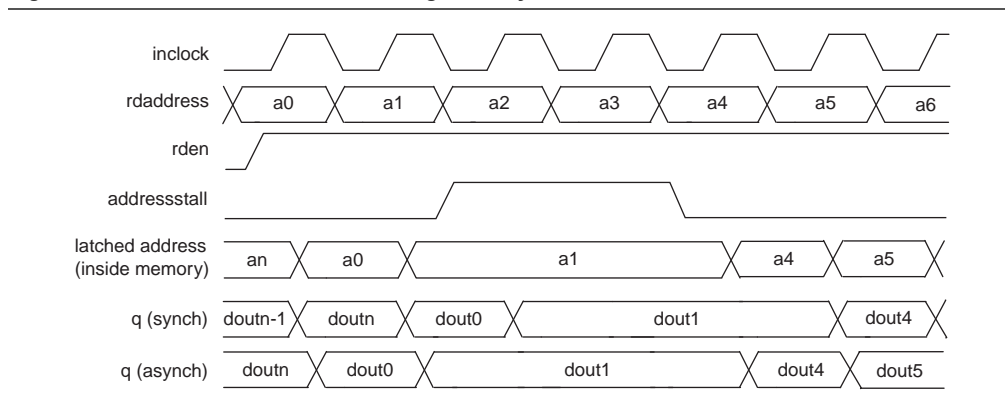 inclock
rdaddress a0 a1 a2 a3 a4 a5 a6
rden
addressstall
latched address
(inside memory) an a0 a1 a4 a5
q (synch) doutn-1 doutn dout0 dout1 dout4
q (asynch) doutn dout0 dout1 dout4 dout5